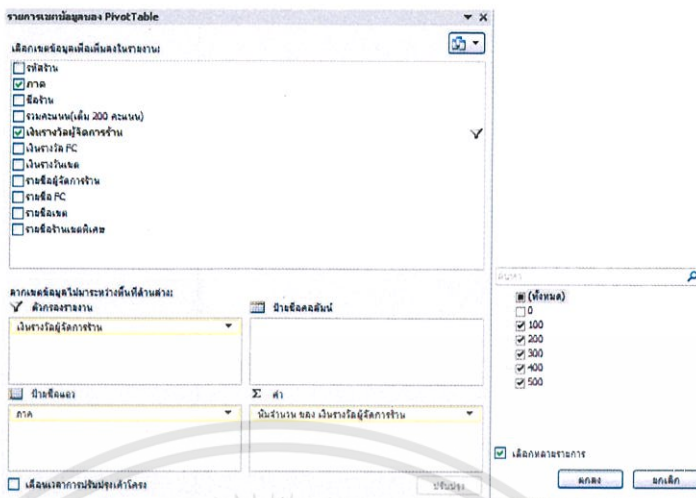 รายการเขตข้อมูลของ PivotTable
เลือกเขตข้อมูลเพื่อเพิ่มลงในรายงาน:
รหัสร้าน
ภาค
ชื่อร้าน
รวมคะแนน(เต็ม 200 คะแนน)
เงินรางวัลผู้จัดการร้าน
เงินรางวัล FC
เงินรางวัลเขต
รายชื่อผู้จัดการร้าน
รายชื่อ FC
รายชื่อเขต
รายชื่อร้านเขตพิเศษ
ลากเขตข้อมูลไปมาระหว่างพื้นที่ด้านล่าง:
ตัวกรองรายงาน
ป้ายชื่อคอลัมน์
เงินรางวัลผู้จัดการร้าน
ป้ายชื่อแถว
Σ ค่า
ภาค
นับจำนวน ของ เงินรางวัลผู้จัดการร้าน
เลื่อนเวลาการปรับปรุงเค้าโครง
ปรับปรุง
ค้นหา
(ทั้งหมด)
0
100
200
300
400
500
เลือกหลายรายการ
ตกลง
ยกเลิก